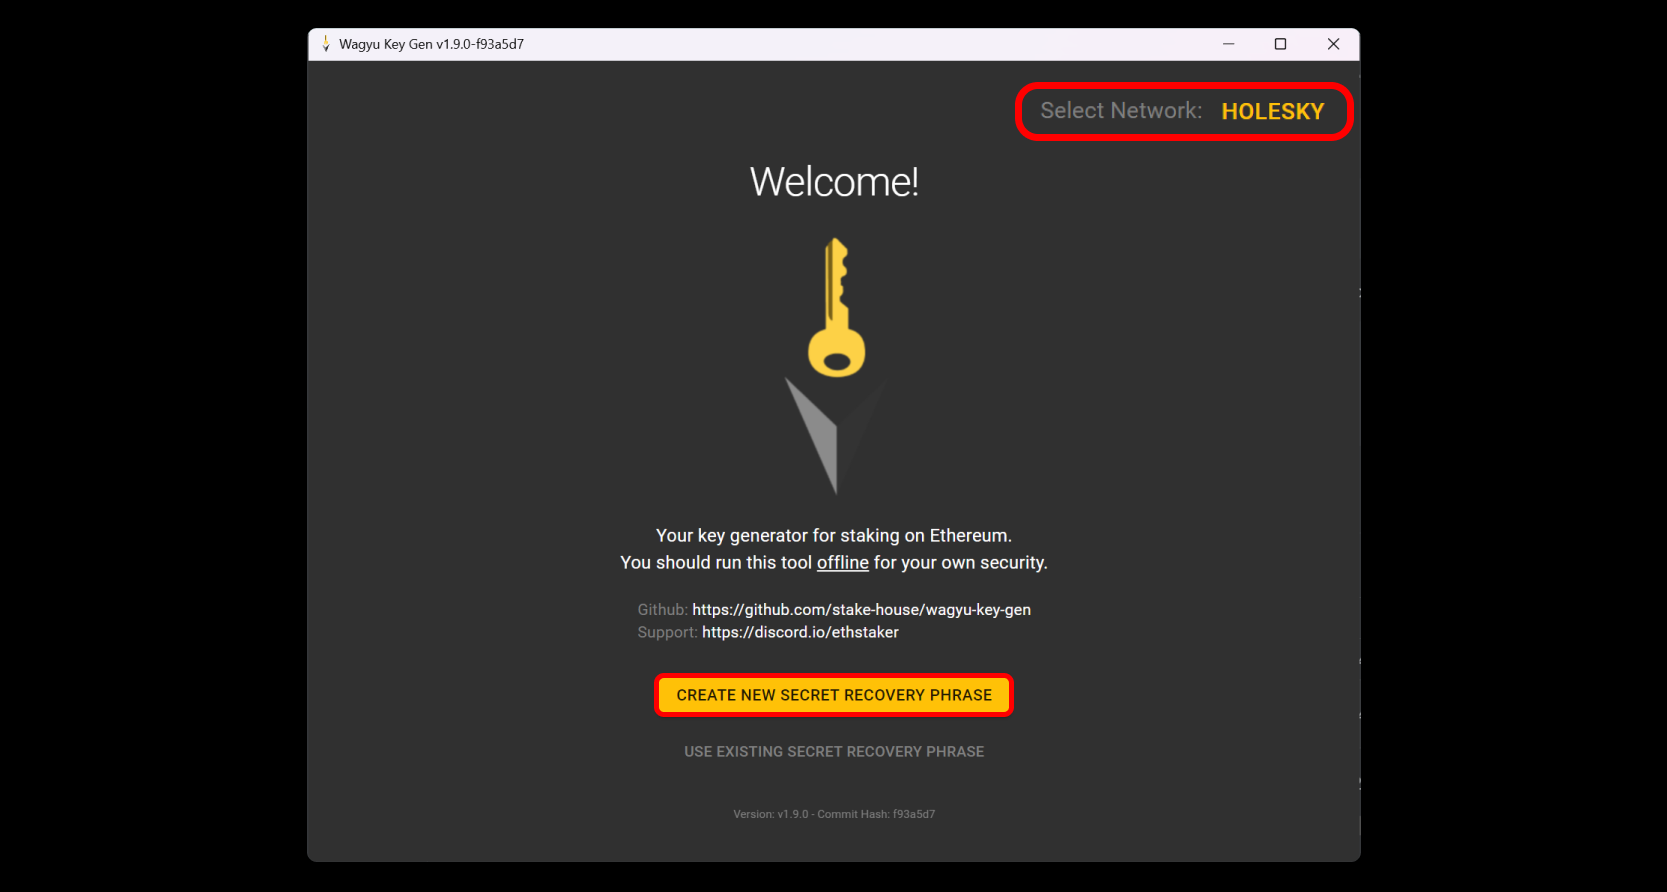 Wagyu Key Gen v1.9.0-f93a5d7
Select Network: HOLESKY
Welcome!
Your key generator for staking on Ethereum.
You should run this tool offline for your own security.
Github: https://github.com/stake-house/wagyu-key-gen
Support: https://discord.io/ethstaker
CREATE NEW SECRET RECOVERY PHRASE
USE EXISTING SECRET RECOVERY PHRASE
Version: v1.9.0 - Commit Hash: f93a5d7